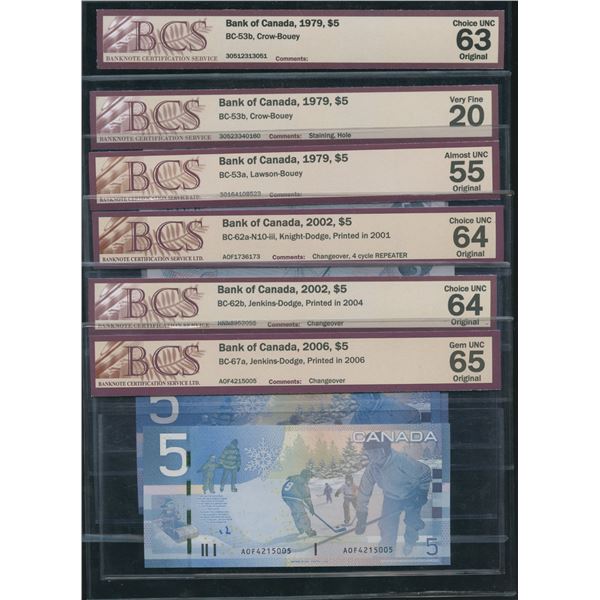 BCS
BANKNOTE CERTIFICATION SERVICE
Bank of Canada, 1979, $5
BC-53b, Crow-Bouey
30512313051 Comments:
Choice UNC
63
Original
BCS
BANKNOTE CERTIFICATION SERVICE
Bank of Canada, 1979, $5
BC-53b, Crow-Bouey
30523340160 Comments: Staining, Hole
Very Fine
20
BCS
BANKNOTE CERTIFICATION SERVICE LTD.
Bank of Canada, 1979, $5
BC-53a, Lawson-Bouey
30164108523 Comments:
Almost UNC
55
Original
BCS
BANKNOTE CERTIFICATION SERVICE LTD.
Bank of Canada, 2002, $5
BC-62a-N10-iii, Knight-Dodge, Printed in 2001
AOF1736173 Comments: Changeover, 4 cycle REPEATER
Choice UNC
64
Original
BCS
BANKNOTE CERTIFICATION SERVICE LTD.
Bank of Canada, 2002, $5
BC-62b, Jenkins-Dodge, Printed in 2004
Comments: Changeover
Choice UNC
64
Original
BCS
BANKNOTE CERTIFICATION SERVICE LTD.
Bank of Canada, 2006, $5
BC-67a, Jenkins-Dodge, Printed in 2006
AOF4215005 Comments: Changeover
Gem UNC
65
Original
5
5
CANADA
AOF4215005 AOF4215005
5